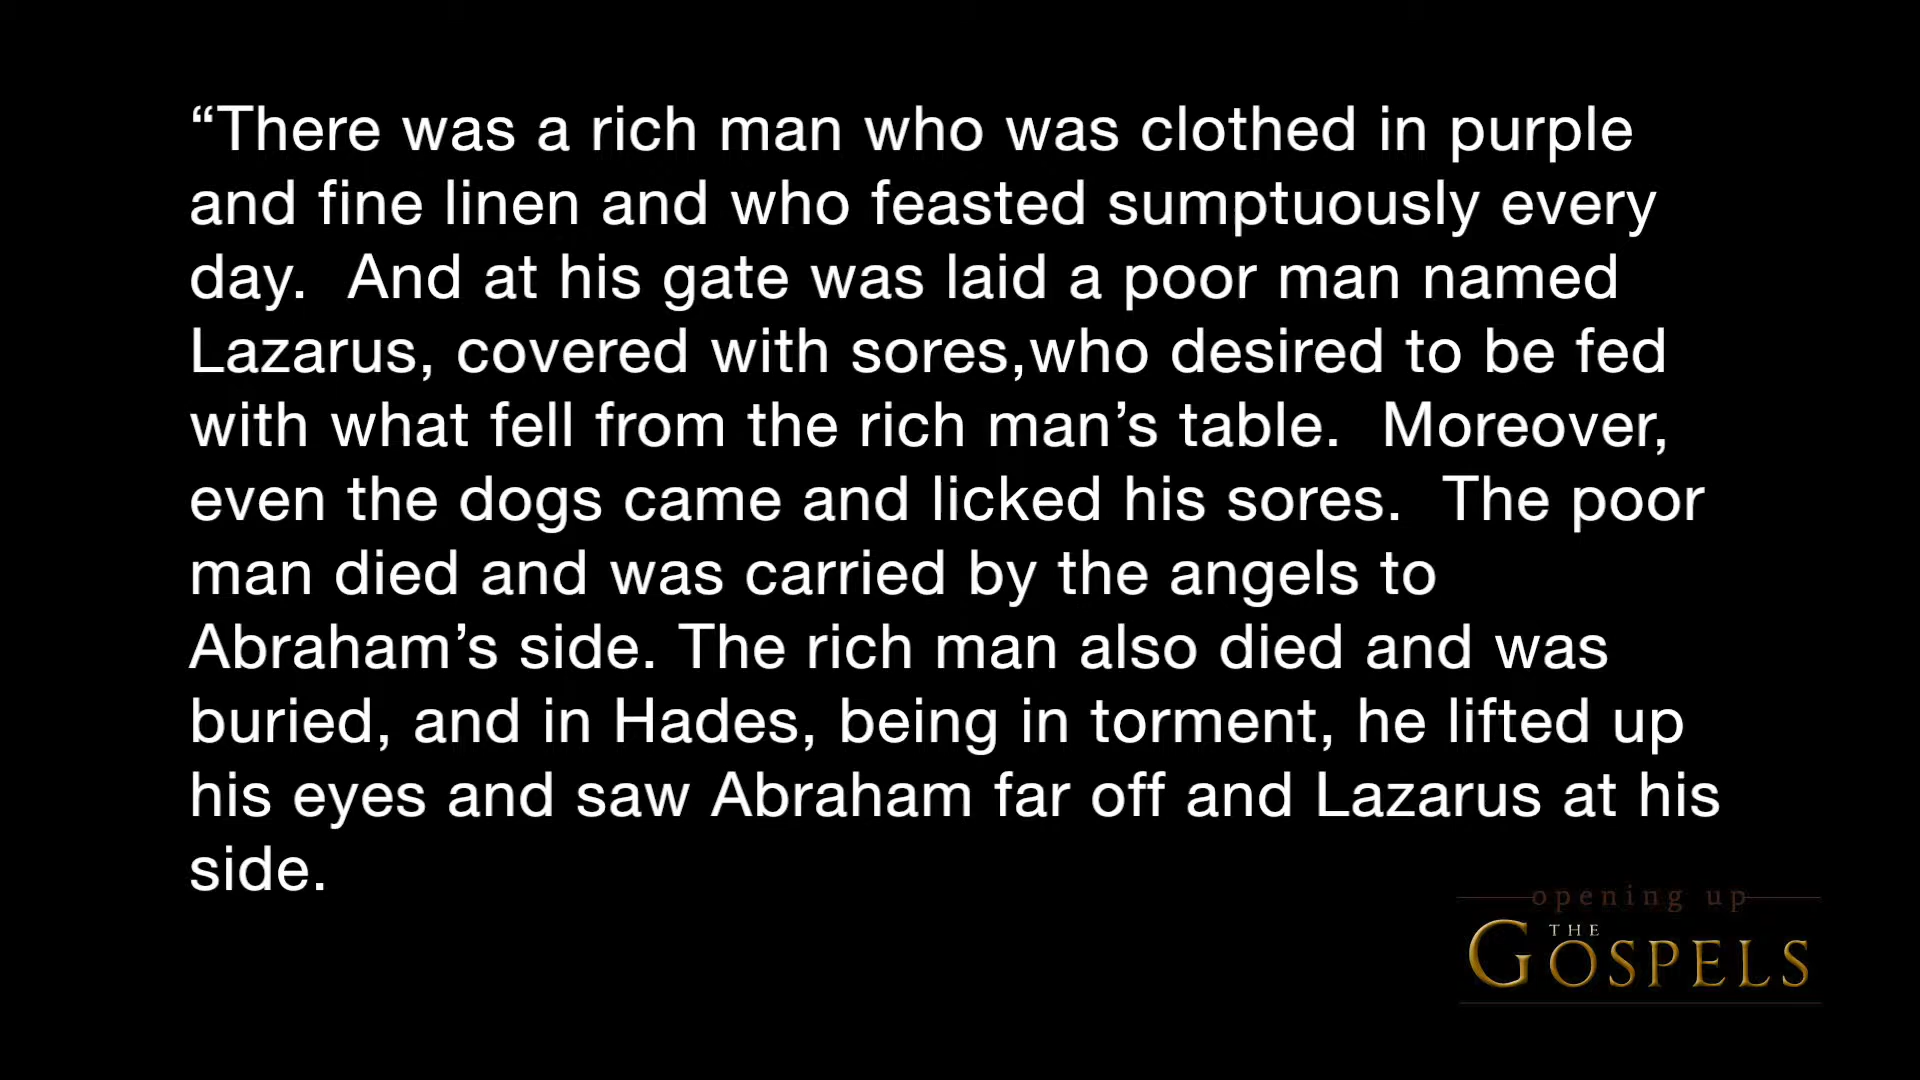 “There was a rich man who was clothed in purple
and fine linen and who feasted sumptuously every
day.  And at his gate was laid a poor man named
Lazarus, covered with sores,who desired to be fed
with what fell from the rich man’s table.  Moreover,
even the dogs came and licked his sores.  The poor
man died and was carried by the angels to
Abraham’s side. The rich man also died and was
buried, and in Hades, being in torment, he lifted up
his eyes and saw Abraham far off and Lazarus at his
side.
opening up
THE
GOSPELS